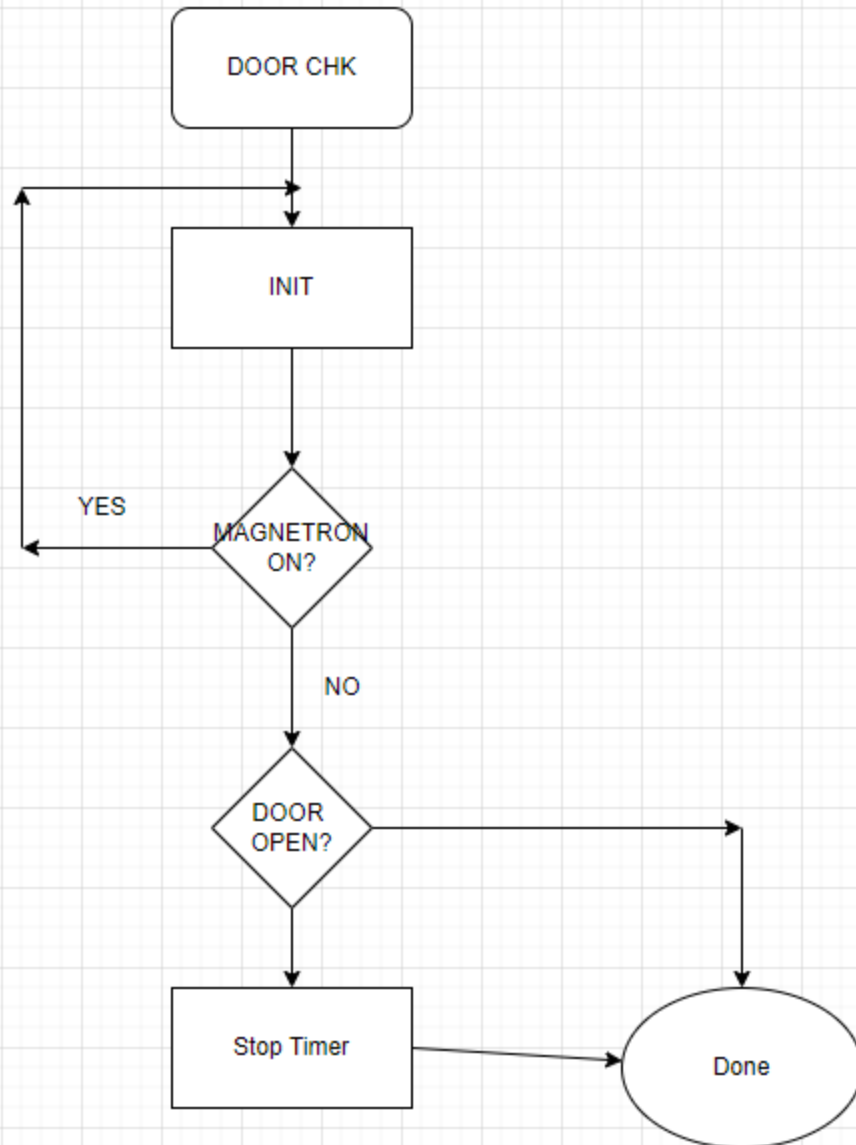 DOOR CHK
INIT
YES
MAGNETRON
ON?
NO
DOOR
OPEN?
Stop Timer
Done